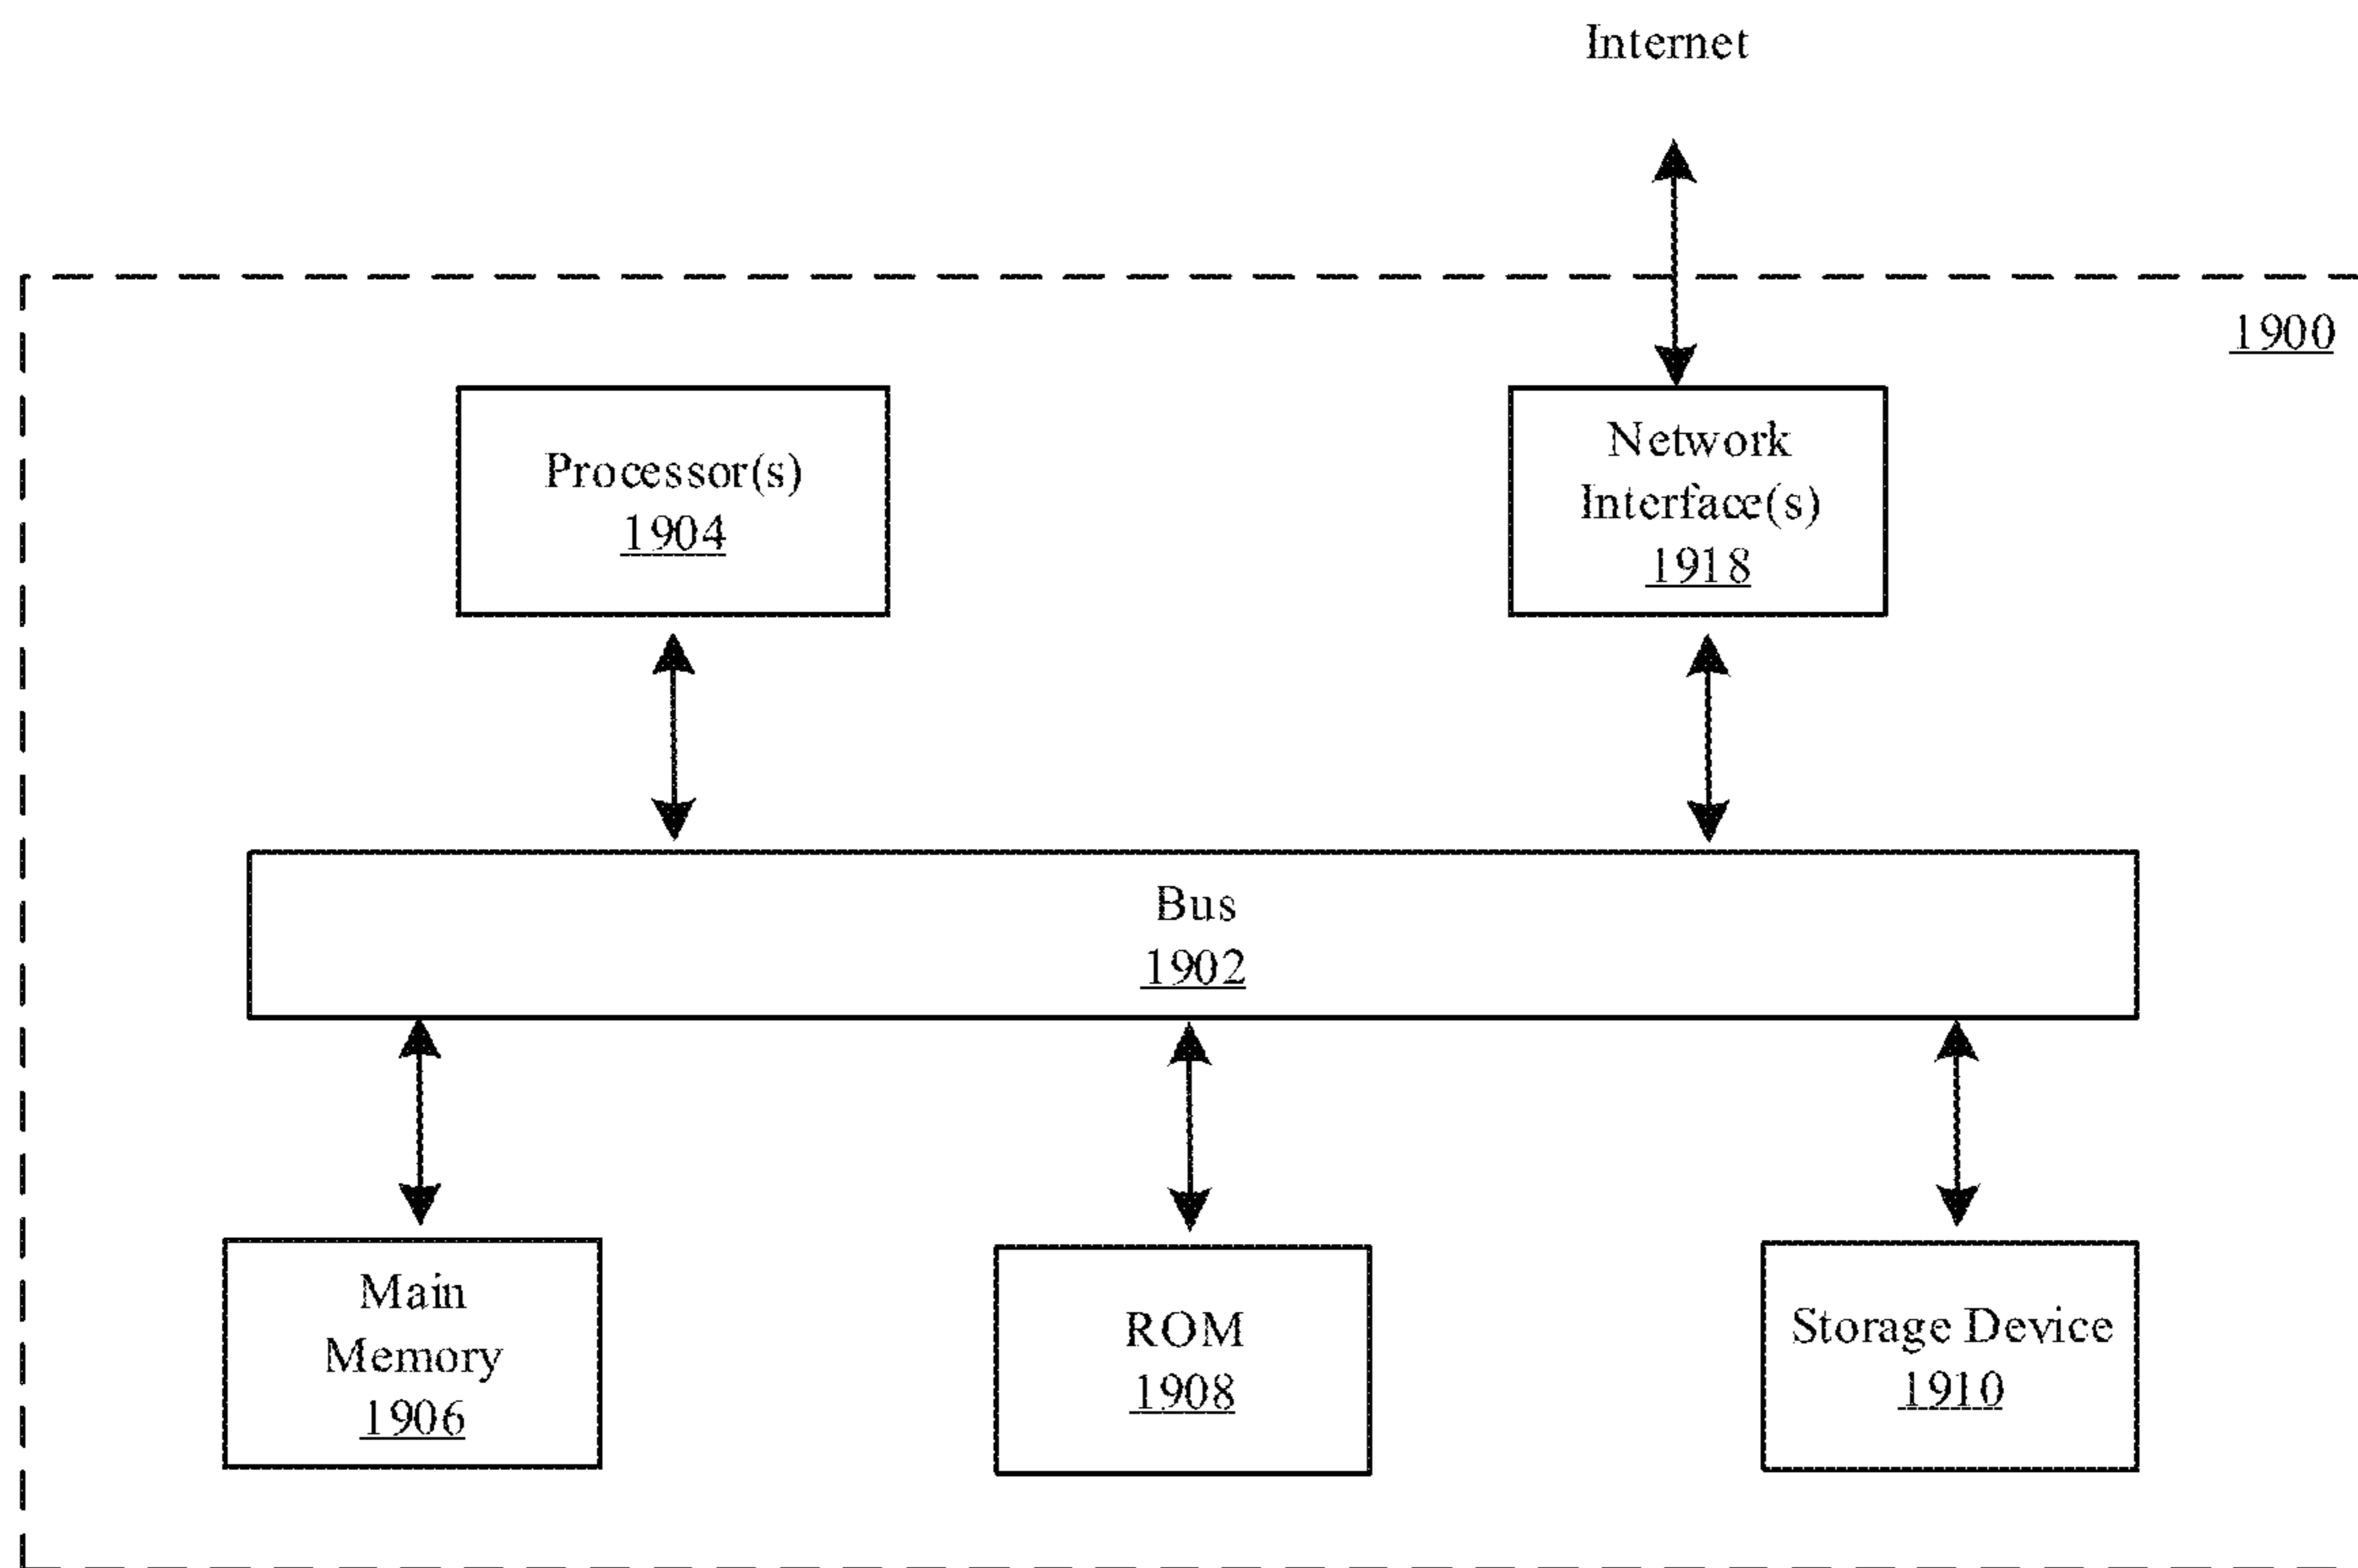 Internet
1900
Processor(s)
1904
Network
Interface(s)
1918
Bus
1902
Main
Memory
1906
ROM
1908
Storage Device
1910